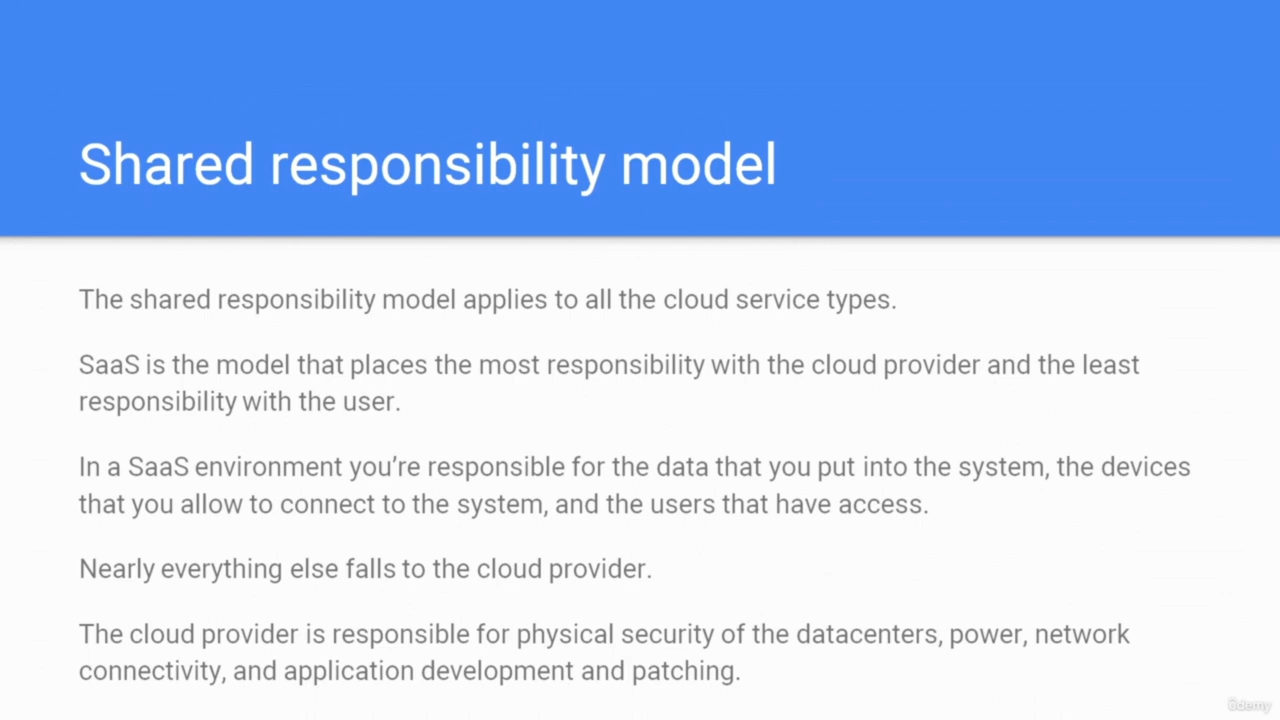 Shared responsibility model
The shared responsibility model applies to all the cloud service types.
SaaS is the model that places the most responsibility with the cloud provider and the least
responsibility with the user.
In a SaaS environment you’re responsible for the data that you put into the system, the devices
that you allow to connect to the system, and the users that have access.
Nearly everything else falls to the cloud provider.
The cloud provider is responsible for physical security of the datacenters, power, network
connectivity, and application development and patching.
ûdemy